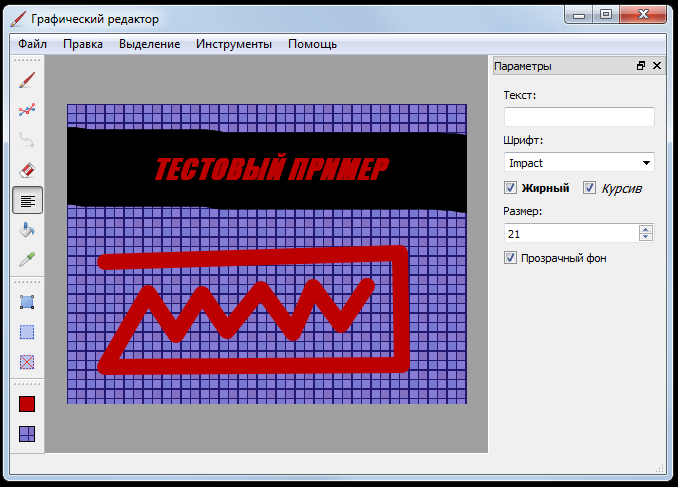 Графический редактор
Файл Правка Выделение Инструменты Помощь
Параметры
Текст:
Шрифт:
Impact
Жирный Курсив
Размер:
21
Прозрачный фон
ТЕСТОВЫЙ ПРИМЕР